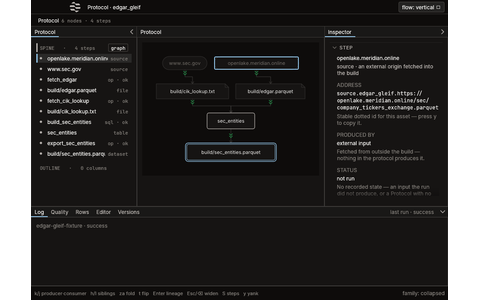 Protocol · edgar_gleif
flow: vertical
Protocol 6 nodes · 4 steps
Protocol
SPINE · 4 steps graph
openlake.meridian.online source
www.sec.gov source
fetch_edgar op · ok
build/edgar.parquet file
fetch_cik_lookup op · ok
build/cik_lookup.txt file
build_sec_entities sql · ok
sec_entities table
export_sec_entities op · ok
build/sec_entities.parq dataset
OUTLINE · 0 columns
Protocol
www.sec.gov
openlake.meridian.online
build/cik_lookup.txt
build/edgar.parquet
sec_entities
build/sec_entities.parquet
Inspector
STEP
openlake.meridian.online
source · an external origin fetched into the build
ADDRESS
source.edgar_gleif.https://
openlake.meridian.online/sec/
company_tickers_exchange.parquet
Stable dotted id for this asset — press y to copy it.
PRODUCED BY
external input
Fetched from outside the build —
nothing in the protocol produces it.
STATUS
not run
No recorded state — an input the run
did not produce, or a Protocol with no
Log Quality Rows Editor Versions
last run · success
edgar-gleif-fixture · success
k/j producer-consumer h/l siblings za fold t flip Enter lineage Esc/⌫ widen S steps y yank
family: collapsed